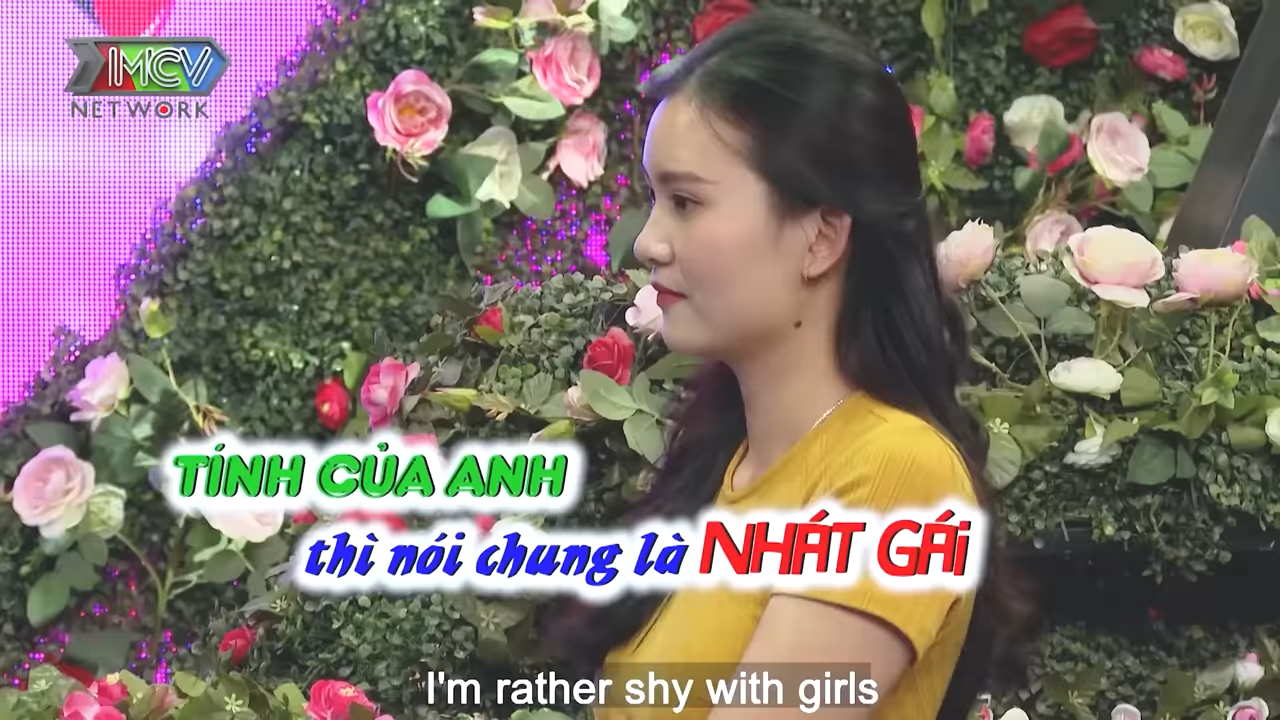 MCV
NETWORK
TÍNH CỦA ANH
thì nói chung là NHÁT GÁi
I'm rather shy with girls